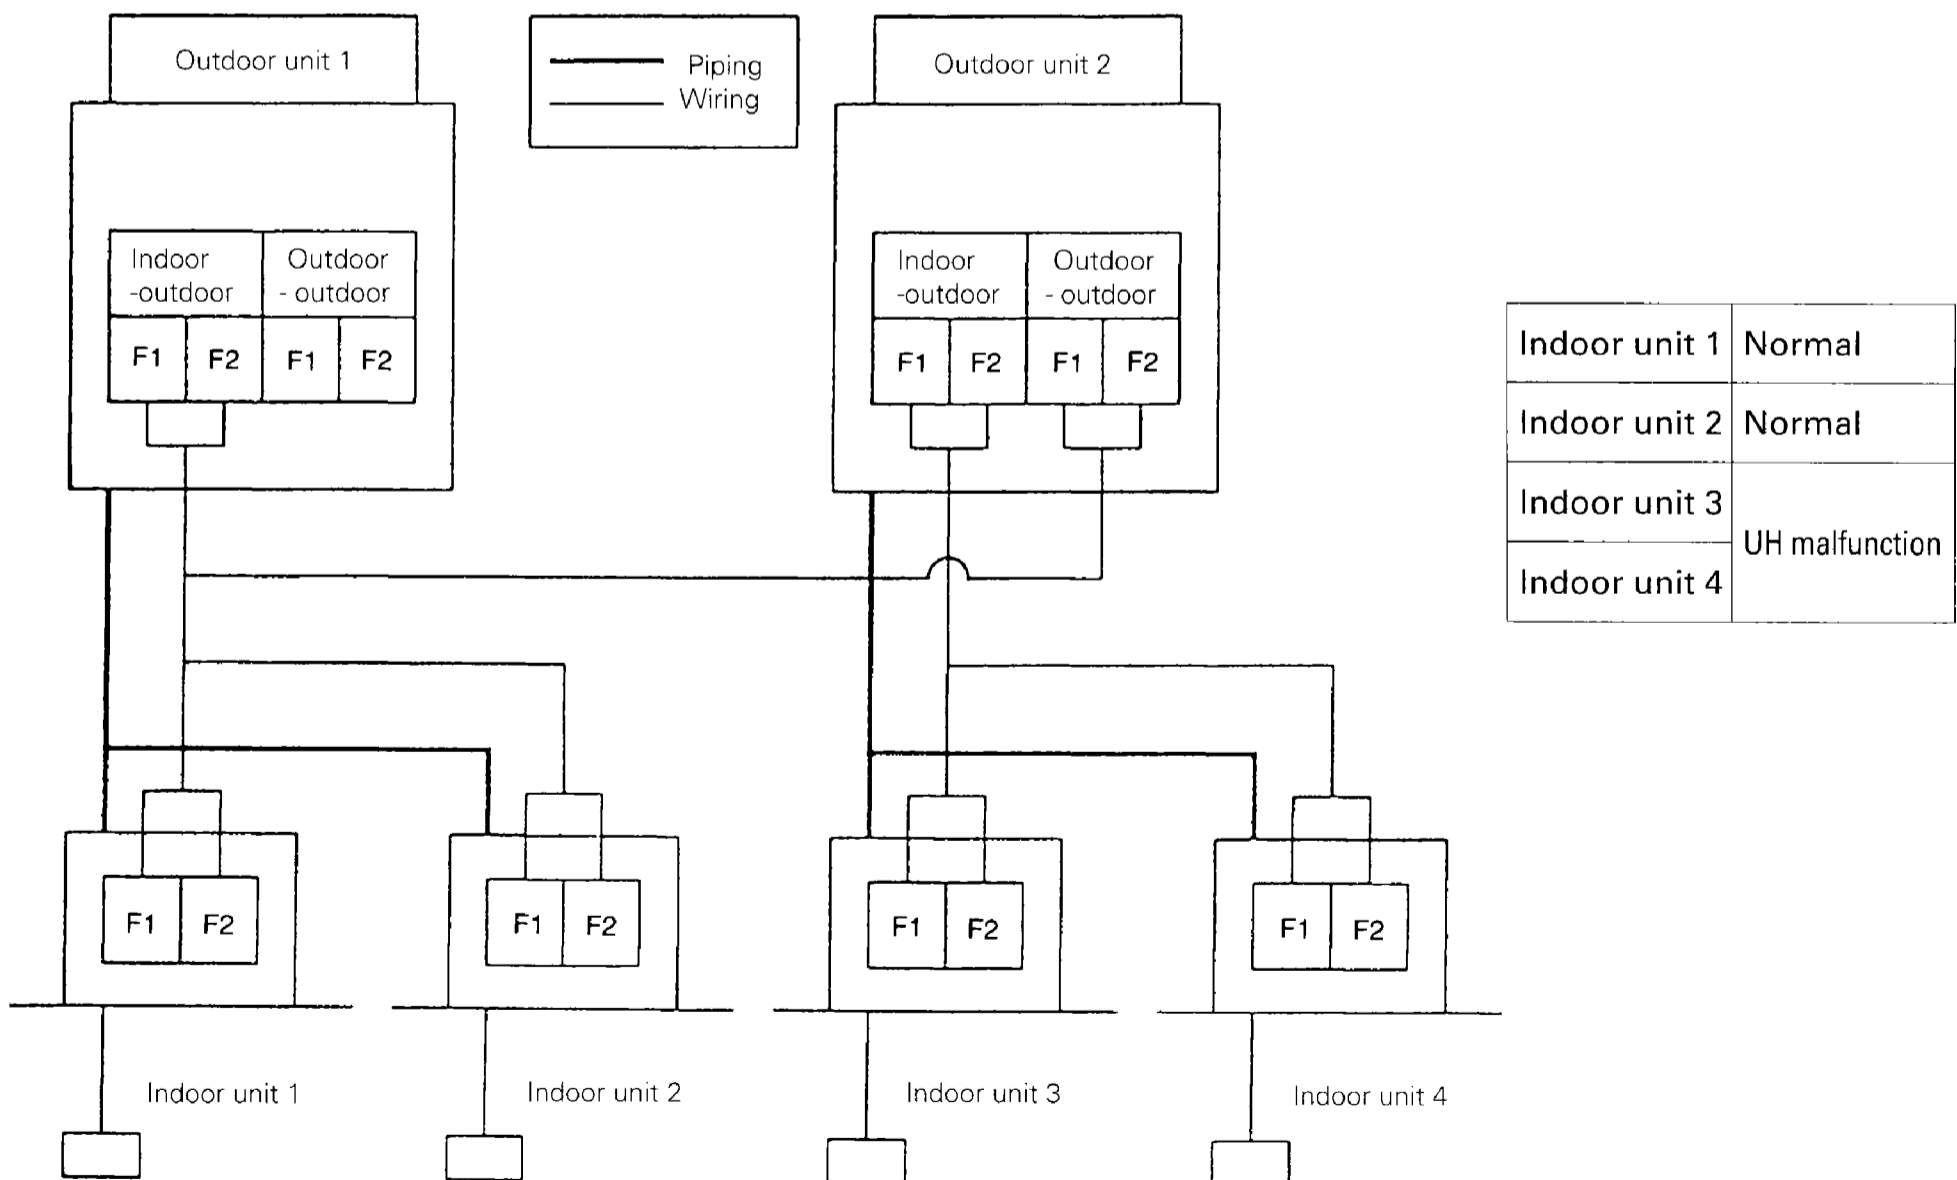 Outdoor unit 1
Piping
Wiring
Outdoor unit 2
Indoor
-outdoor
Outdoor
- outdoor
F1 F2 F1 F2
Indoor
-outdoor
Outdoor
- outdoor
F1 F2 F1 F2
Indoor unit 1 Normal
Indoor unit 2 Normal
Indoor unit 3
UH malfunction
Indoor unit 4
F1 F2
F1 F2
F1 F2
F1 F2
Indoor unit 1
Indoor unit 2
Indoor unit 3
Indoor unit 4